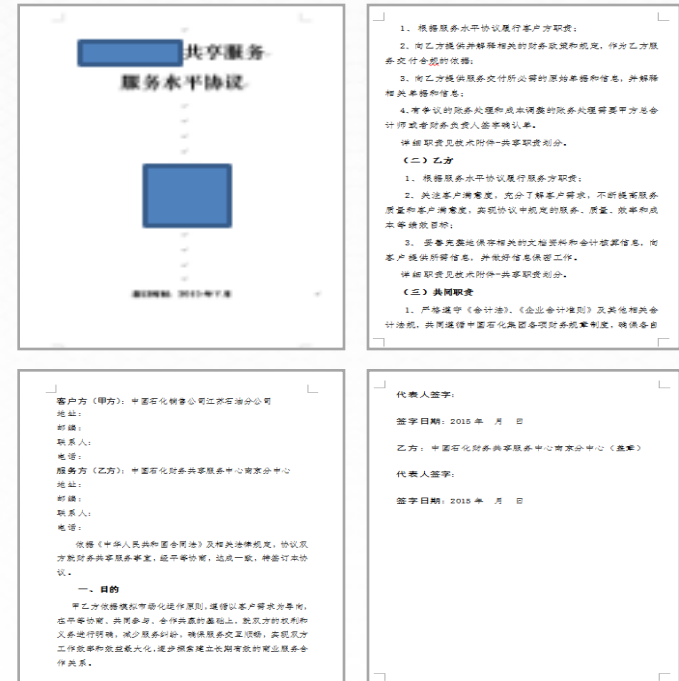 共享服务
服务水平协议
1、 根据服务水平协议履行客户方职责；
2、向乙方提供并解释相关的财务政策和规定，作为乙方服
务交付合规的依据；
3、向乙方提供服务交付所必需的原始单据和信息，并解释
相关单据和信息；
4.有争议的账务处理和成本调整的账务处理需要甲方总会
计师或者财务负责人签字确认单。
详细职责见技术附件-共享职责划分。
（二）乙方
1、 根据服务水平协议履行服务方职责；
2、 关注客户满意度，充分了解客户需求，不断提高服务
质量和客户满意度，实现协议中规定的服务、质量、效率和成
本等绩效目标；
3、 妥善完整地保存相关的文档资料和会计核算信息，向
客户提供所需信息，并做好信息保密工作。
详细职责见技术附件-共享职责划分。
（三）共同职责
1、严格遵守《会计法》、《企业会计准则》及其他相关会
计法规，共同遵循中国石化集团各项财务规章制度，确保各自
客户方（甲方）：中国石化销售公司江苏石油分公司
地址：
邮编：
联系人：
电话：
服务方（乙方）：中国石化财务共享服务中心南京分中心
地址：
邮编：
联系人：
电话：
依据《中华人民共和国合同法》及相关法律规定，协议双
方就财务共享服务事宜，经平等协商，达成一致，特签订本协
议。
一、目的
甲乙方依据模拟市场化运作原则，遵循以客户需求为导向，
在平等协商、共同参与、合作共赢的基础上，就双方的权利和
义务进行明确，减少服务纠纷，确保服务交互顺畅，实现双方
工作效率和效益最大化，逐步探索建立长期有效的商业服务合
作关系。
代表人签字：
签字日期：2015 年 月 日
乙方：中国石化财务共享服务中心南京分中心（盖章）
代表人签字：
签字日期：2015 年 月 日